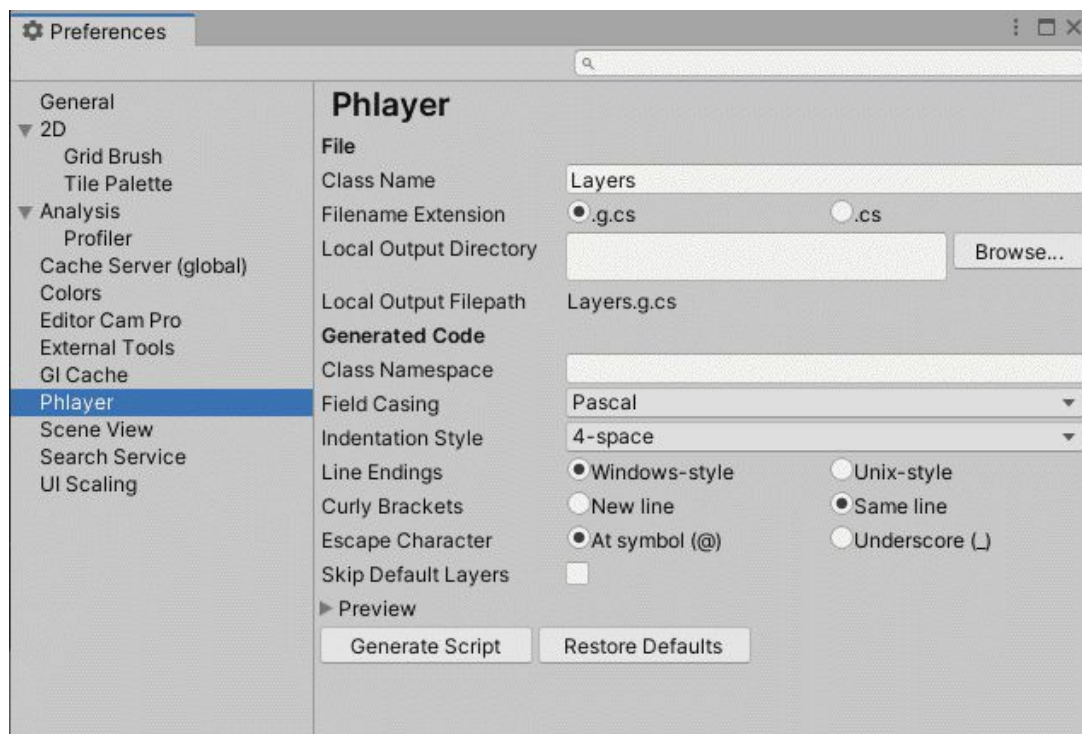 Preferences
General
2D
Grid Brush
Tile Palette
Analysis
Profiler
Cache Server (global)
Colors
Editor Cam Pro
External Tools
GI Cache
Phlayer
Scene View
Search Service
UI Scaling
Phlayer
File
Class Name Layers
Filename Extension .g.cs .cs
Local Output Directory Browse...
Local Output Filepath Layers.g.cs
Generated Code
Class Namespace
Field Casing Pascal
Indentation Style 4-space
Line Endings Windows-style Unix-style
Curly Brackets New line Same line
Escape Character At symbol (@) Underscore (_)
Skip Default Layers
Preview
Generate Script Restore Defaults